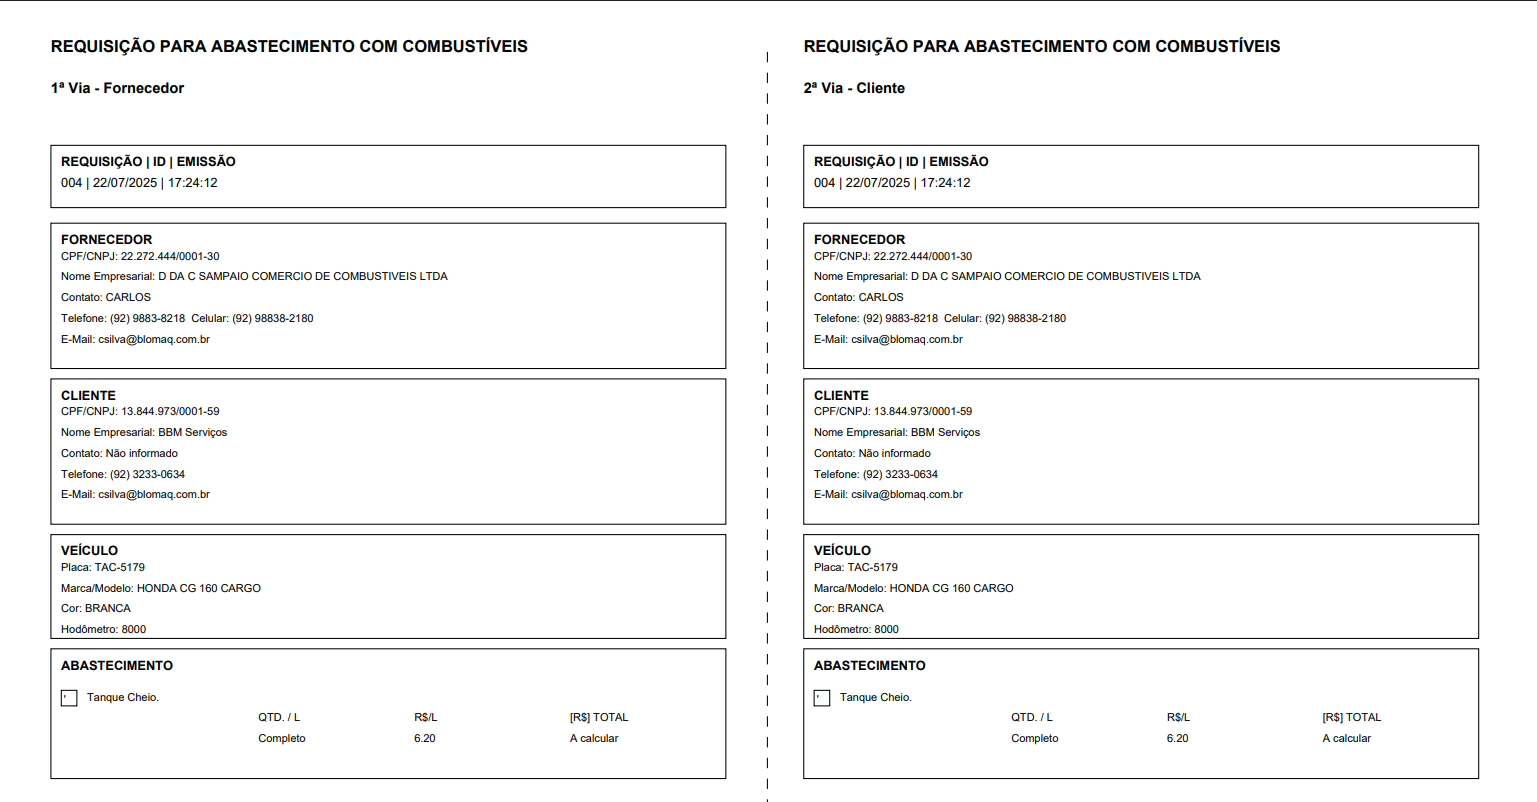 REQUISIÇÃO PARA ABASTECIMENTO COM COMBUSTÍVEIS
1ª Via - Fornecedor
REQUISIÇÃO | ID | EMISSÃO
004 | 22/07/2025 | 17:24:12
FORNECEDOR
CPF/CNPJ: 22.272.444/0001-30
Nome Empresarial: D DA C SAMPAIO COMERCIO DE COMBUSTIVEIS LTDA
Contato: CARLOS
Telefone: (92) 9883-8218  Celular: (92) 98838-2180
E-Mail: csilva@blomaq.com.br
CLIENTE
CPF/CNPJ: 13.844.973/0001-59
Nome Empresarial: BBM Serviços
Contato: Não informado
Telefone: (92) 3233-0634
E-Mail: csilva@blomaq.com.br
VEÍCULO
Placa: TAC-5179
Marca/Modelo: HONDA CG 160 CARGO
Cor: BRANCA
Hodômetro: 8000
ABASTECIMENTO
' Tanque Cheio.
QTD. / L R$/L [R$] TOTAL
Completo 6.20 A calcular
REQUISIÇÃO PARA ABASTECIMENTO COM COMBUSTÍVEIS
2ª Via - Cliente
REQUISIÇÃO | ID | EMISSÃO
004 | 22/07/2025 | 17:24:12
FORNECEDOR
CPF/CNPJ: 22.272.444/0001-30
Nome Empresarial: D DA C SAMPAIO COMERCIO DE COMBUSTIVEIS LTDA
Contato: CARLOS
Telefone: (92) 9883-8218  Celular: (92) 98838-2180
E-Mail: csilva@blomaq.com.br
CLIENTE
CPF/CNPJ: 13.844.973/0001-59
Nome Empresarial: BBM Serviços
Contato: Não informado
Telefone: (92) 3233-0634
E-Mail: csilva@blomaq.com.br
VEÍCULO
Placa: TAC-5179
Marca/Modelo: HONDA CG 160 CARGO
Cor: BRANCA
Hodômetro: 8000
ABASTECIMENTO
' Tanque Cheio.
QTD. / L R$/L [R$] TOTAL
Completo 6.20 A calcular